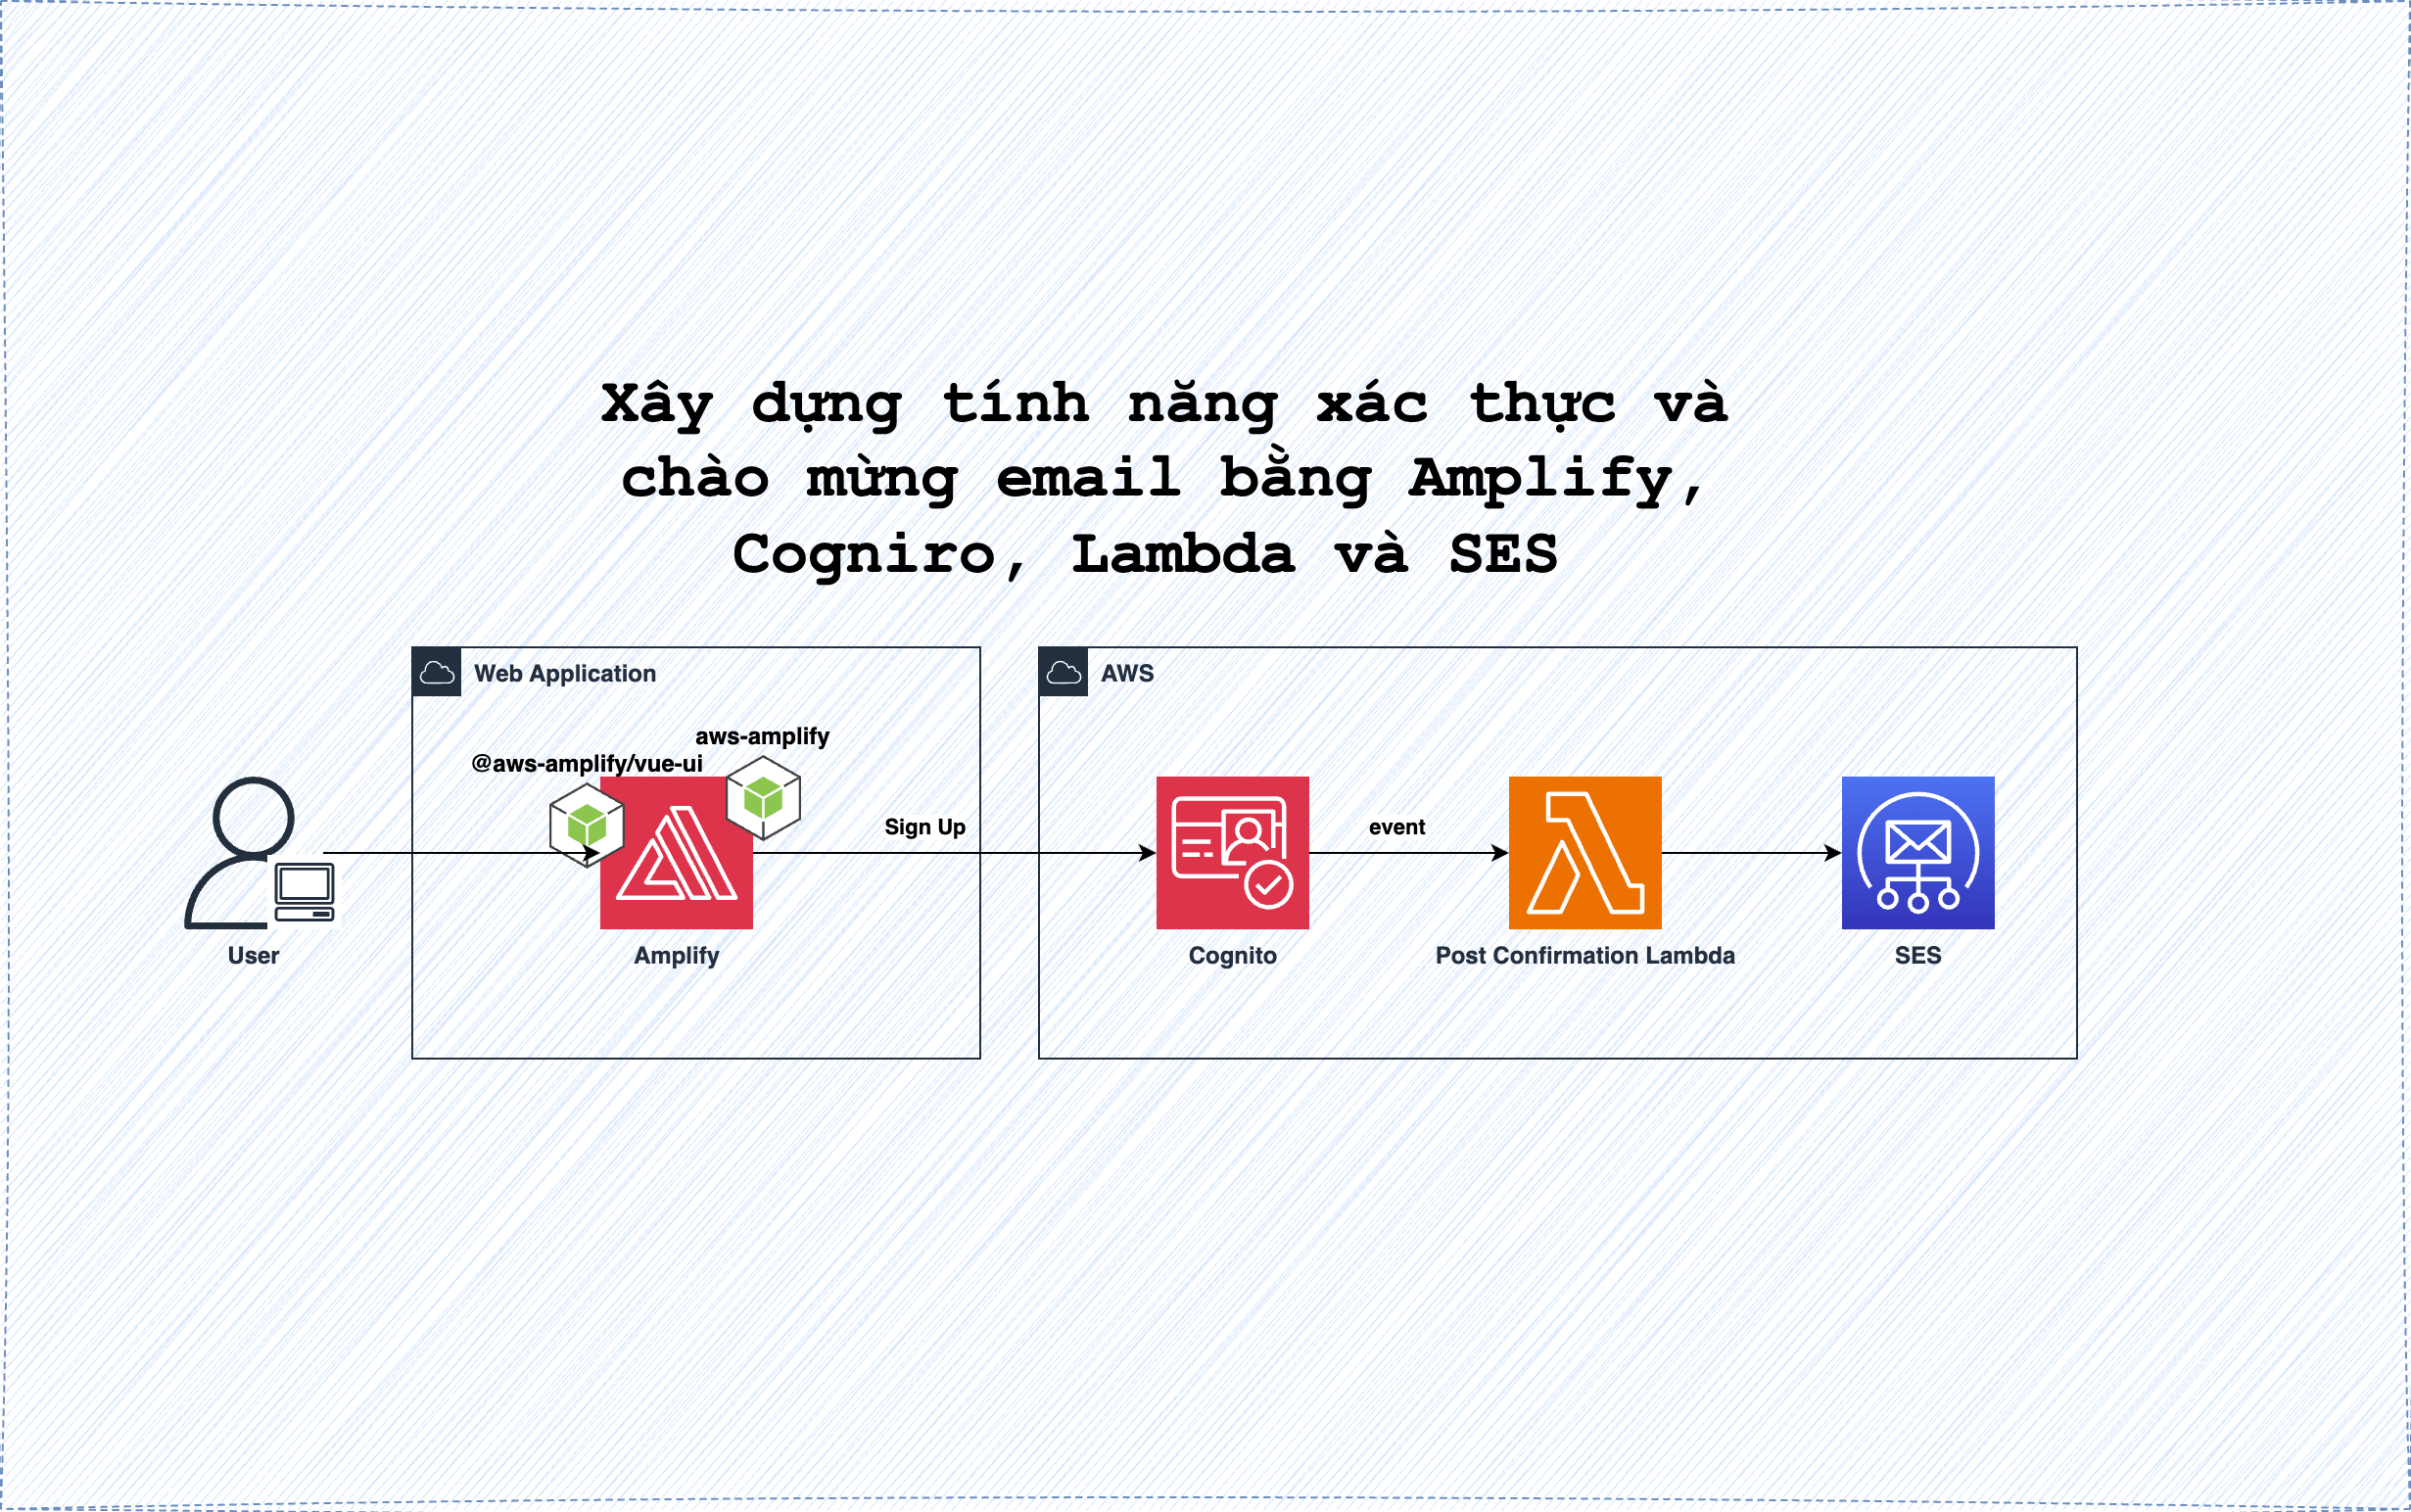 Xây dựng tính năng xác thực và
chào mừng email bằng Amplify,
Cogniro, Lambda và SES
Web Application
AWS
aws-amplify
@aws-amplify/vue-ui
Sign Up
event
User
Amplify
Cognito
Post Confirmation Lambda
SES